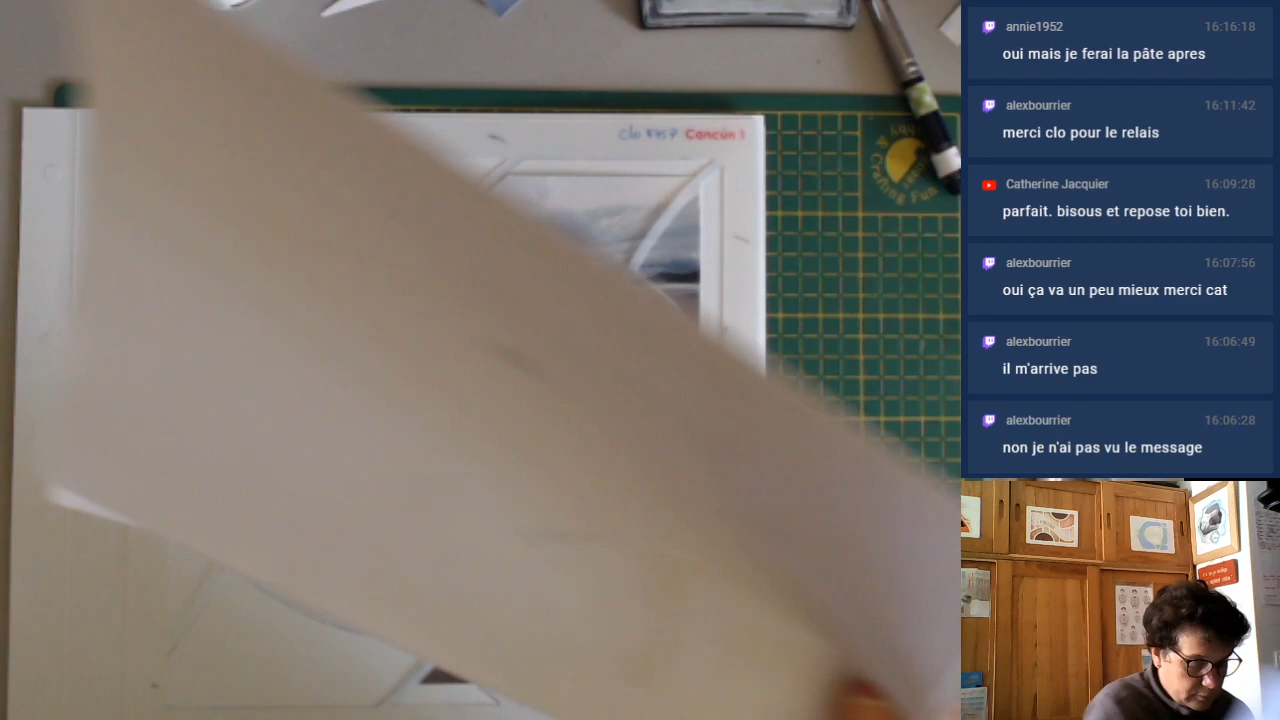 annie1952 16:16:18
oui mais je ferai la pâte apres
alexbourrier 16:11:42
merci clo pour le relais
Catherine Jacquier 16:09:28
parfait. bisous et repose toi bien.
alexbourrier 16:07:56
oui ça va un peu mieux merci cat
alexbourrier 16:06:49
il m'arrive pas
alexbourrier 16:06:28
non je n'ai pas vu le message
Cancun 1